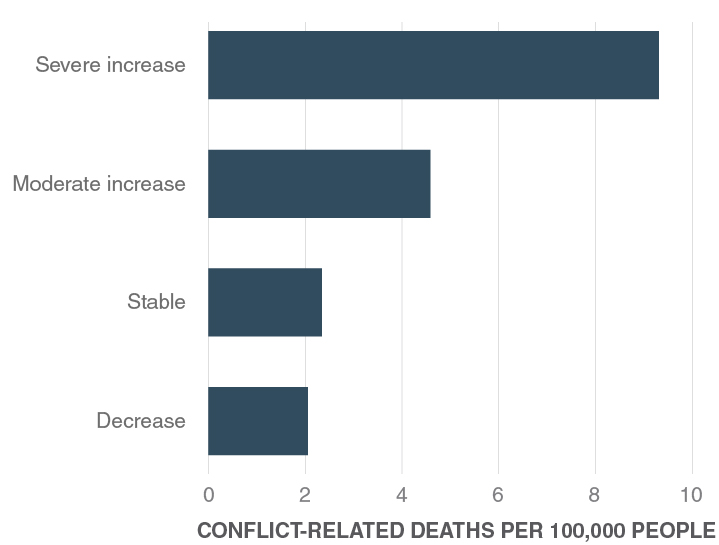 Severe increase
Moderate increase
Stable
Decrease
0 2 4 6 8 10
CONFLICT-RELATED DEATHS PER 100,000 PEOPLE